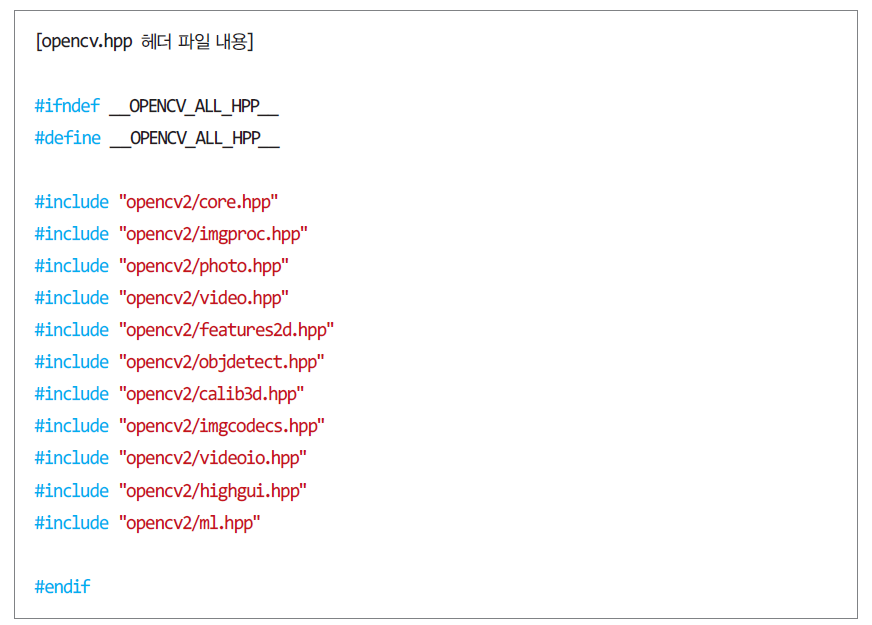 [opencv.hpp 헤더 파일 내용]
#ifndef __OPENCV_ALL_HPP__
#define __OPENCV_ALL_HPP__
#include "opencv2/core.hpp"
#include "opencv2/imgproc.hpp"
#include "opencv2/photo.hpp"
#include "opencv2/video.hpp"
#include "opencv2/features2d.hpp"
#include "opencv2/objdetect.hpp"
#include "opencv2/calib3d.hpp"
#include "opencv2/imgcodecs.hpp"
#include "opencv2/videoio.hpp"
#include "opencv2/highgui.hpp"
#include "opencv2/ml.hpp"
#endif